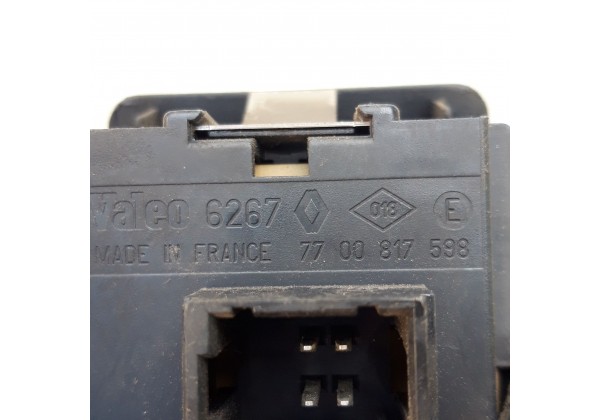 Valeo 6267 018 E
MADE IN FRANCE 77 00 817 598